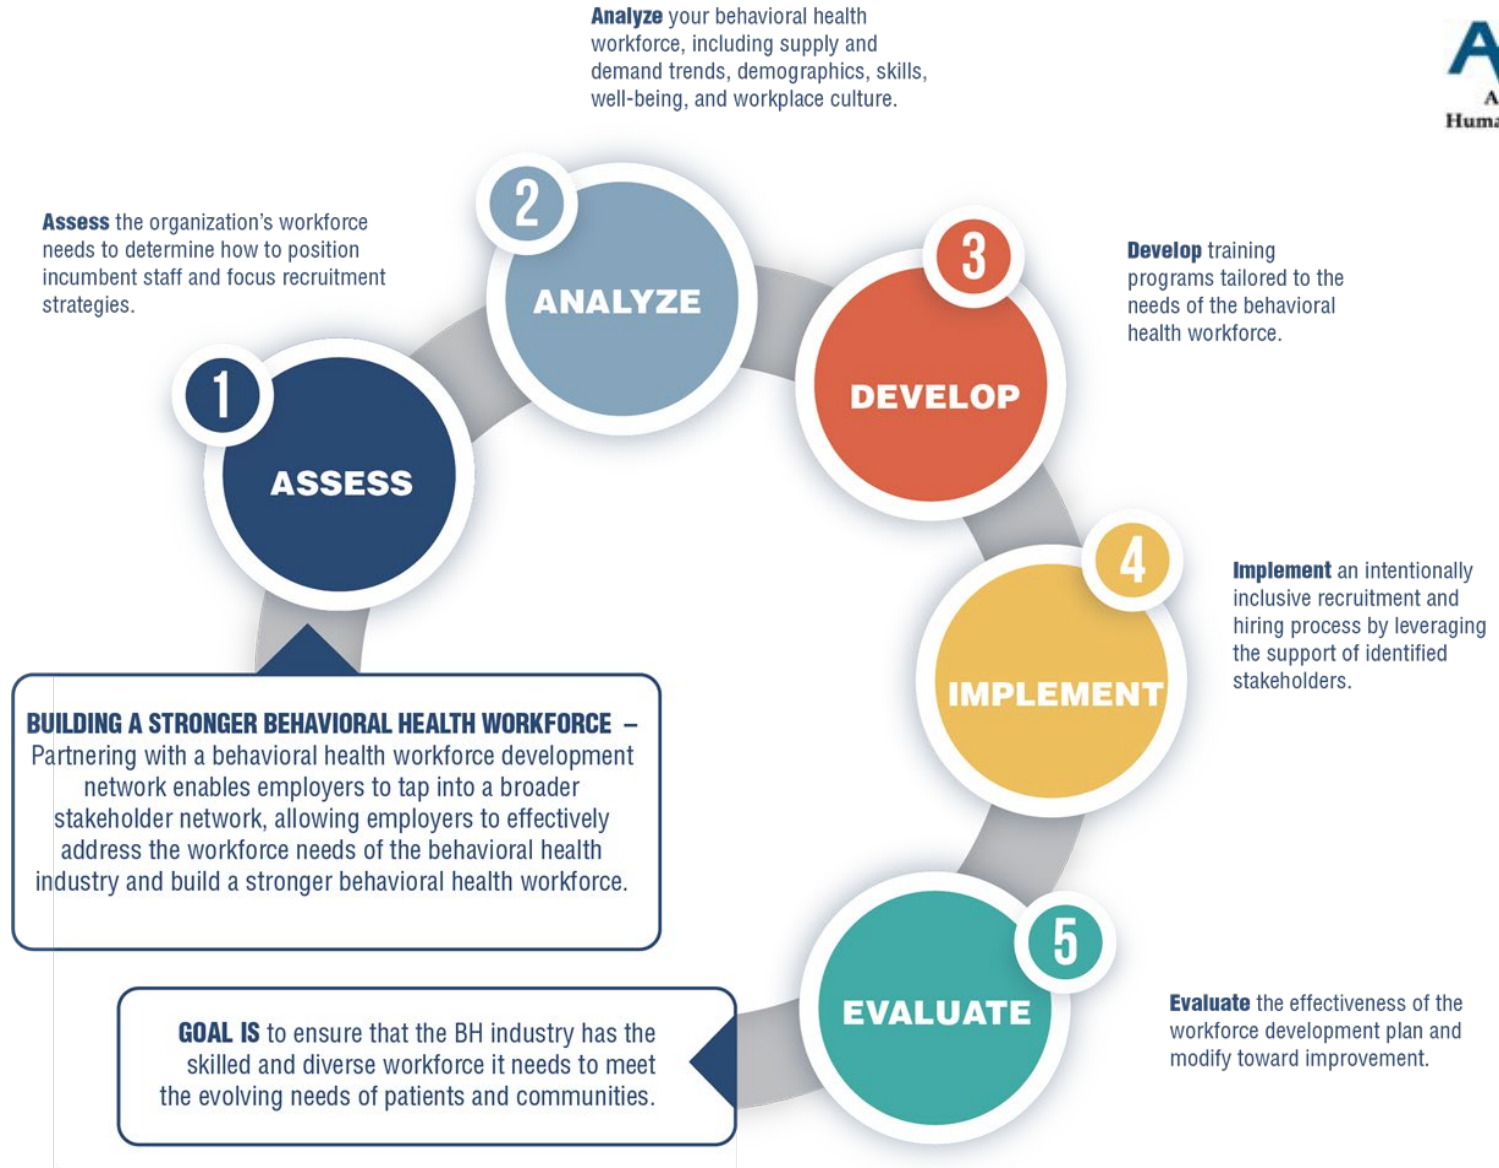 Analyze your behavioral health
workforce, including supply and
demand trends, demographics, skills,
well-being, and workplace culture.
A
Huma
2
ANALYZE
Assess the organization's workforce
needs to determine how to position
incumbent staff and focus recruitment
strategies.
1
ASSESS
3
DEVELOP
Develop training
programs tailored to the
needs of the behavioral
health workforce.
4
IMPLEMENT
Implement an intentionally
inclusive recruitment and
hiring process by leveraging
the support of identified
stakeholders.
BUILDING A STRONGER BEHAVIORAL HEALTH WORKFORCE –
Partnering with a behavioral health workforce development
network enables employers to tap into a broader
stakeholder network, allowing employers to effectively
address the workforce needs of the behavioral health
industry and build a stronger behavioral health workforce.
5
EVALUATE
Evaluate the effectiveness of the
workforce development plan and
modify toward improvement.
GOAL IS to ensure that the BH industry has the
skilled and diverse workforce it needs to meet
the evolving needs of patients and communities.